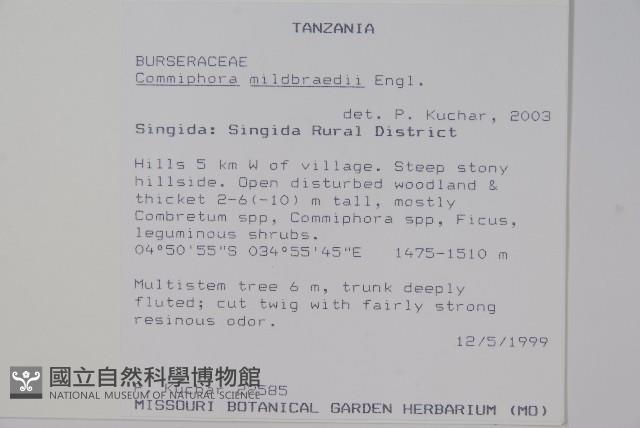 TANZANIA
BURSERACEAE
Commiphora mildbraedii Engl.
det. P. Kuchar, 2003
Singida: Singida Rural District
Hills 5 km W of village. Steep stony
hillside. Open disturbed woodland &
thicket 2-6(-10) m tall, mostly
Combretum spp, Commiphora spp, Ficus,
leguminous shrubs.
04°50'55"S 034°55'45"E 1475-1510 m
Multistem tree 6 m, trunk deeply
fluted; cut twig with fairly strong
resinous odor.
12/5/1999
國立自然科學博物館
NATIONAL MUSEUM OF NATURAL SCIENCE
Kuchar 22585
MISSOURI BOTANICAL GARDEN HERBARIUM (MO)